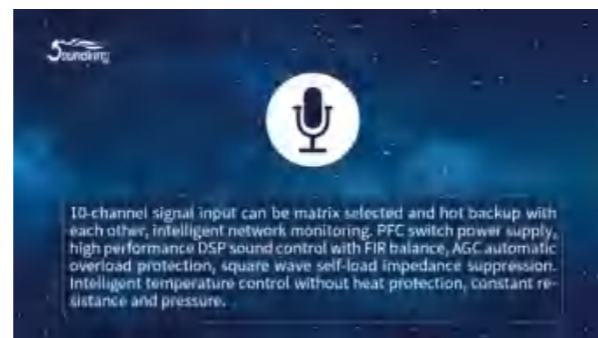 Soundking
10-channel signal input can be matrix selected and hot backup with
each other, intelligent network monitoring. PFC switch power supply,
high performance DSP sound control with FIR balance, AGC automatic
overload protection, square wave self-load impedance suppression.
Intelligent temperature control without heat protection, constant re-
sistance and pressure.